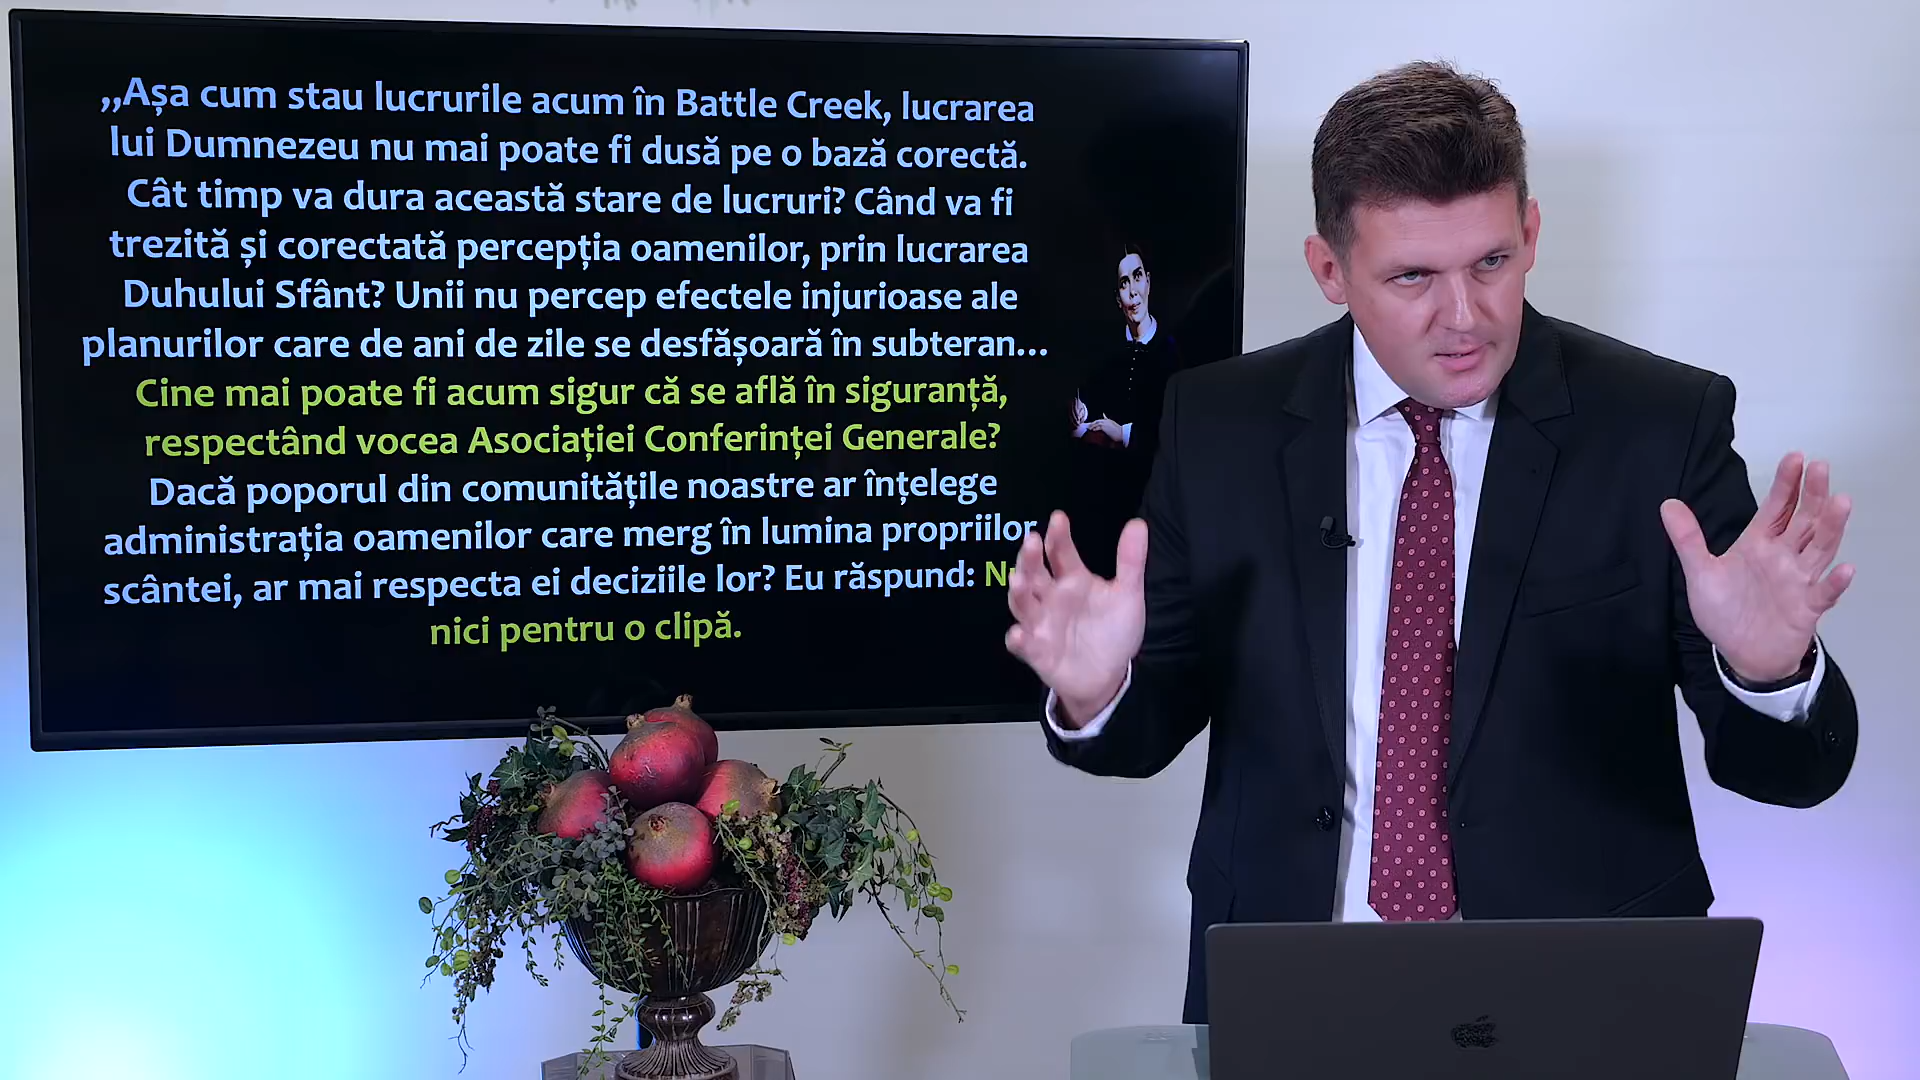 „Așa cum stau lucrurile acum în Battle Creek, lucrarea
lui Dumnezeu nu mai poate fi dusă pe o bază corectă.
Cât timp va dura această stare de lucruri? Când va fi
trezită și corectată percepția oamenilor, prin lucrarea
Duhului Sfânt? Unii nu percep efectele injurioase ale
planurilor care de ani de zile se desfășoară în subteran...
Cine mai poate fi acum sigur că se află în siguranță,
respectând vocea Asociației Conferinței Generale?
Dacă poporul din comunitățile noastre ar înțelege
administrația oamenilor care merg în lumina propriilor
scântei, ar mai respecta ei deciziile lor? Eu răspund:
nici pentru o clipă.